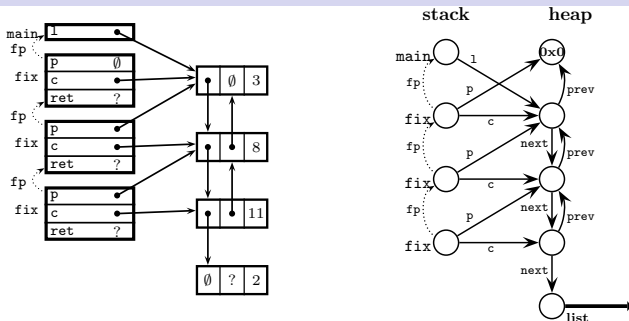 main l
fp
p ∅
fix c
ret ?
fp
p
fix c
ret ?
fp
p
fix c
ret ?
∅ 3
8
11
∅ ? 2
stack heap
main 0x0
l
fp p prev
fix c
next
fp p prev
fix c
next
fp p prev
fix c
next
list